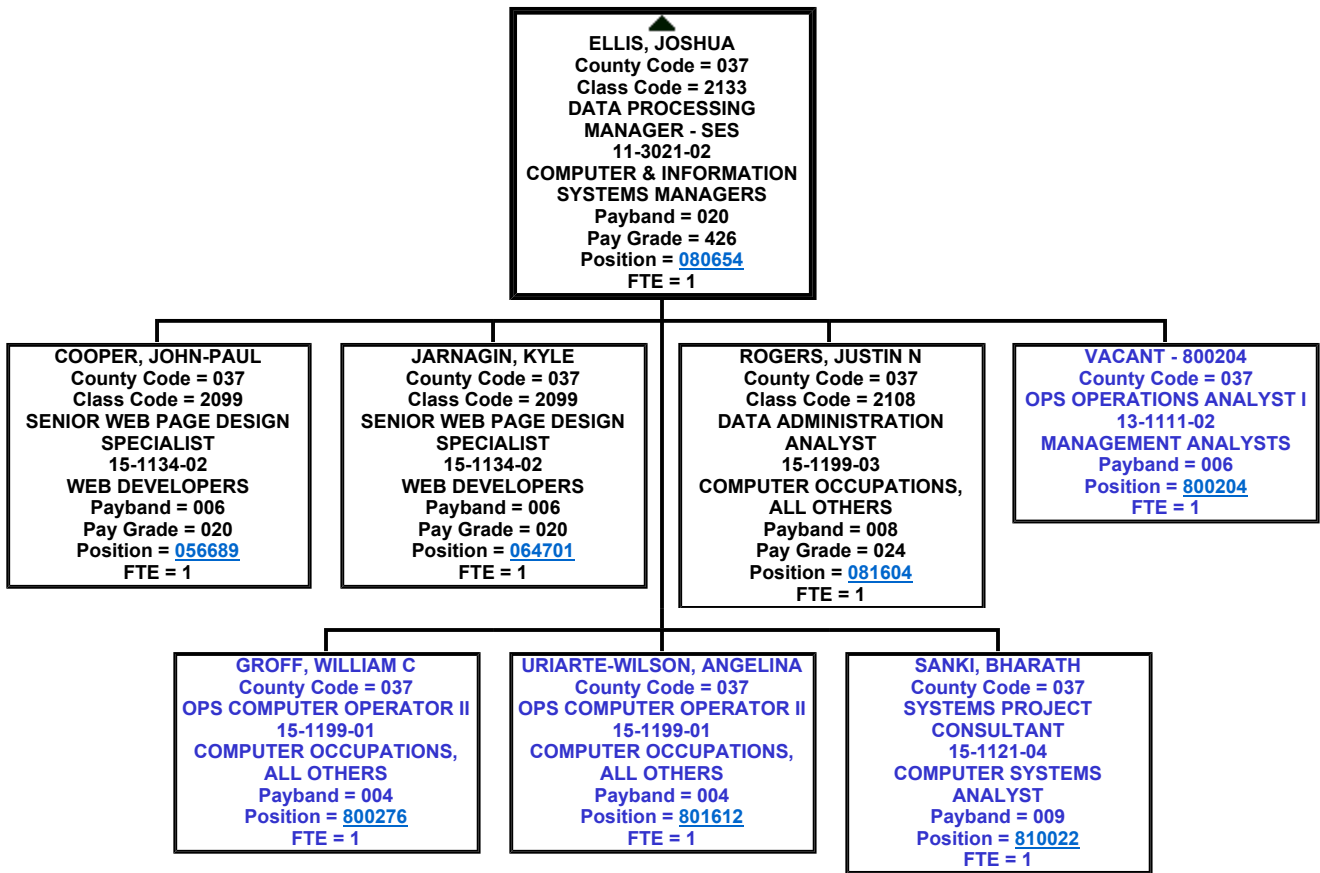 ELLIS, JOSHUA
County Code = 037
Class Code = 2133
DATA PROCESSING
MANAGER - SES
11-3021-02
COMPUTER & INFORMATION
SYSTEMS MANAGERS
Payband = 020
Pay Grade = 426
Position = 080654
FTE = 1
COOPER, JOHN-PAUL
County Code = 037
Class Code = 2099
SENIOR WEB PAGE DESIGN
SPECIALIST
15-1134-02
WEB DEVELOPERS
Payband = 006
Pay Grade = 020
Position = 056689
FTE = 1
JARNAGIN, KYLE
County Code = 037
Class Code = 2099
SENIOR WEB PAGE DESIGN
SPECIALIST
15-1134-02
WEB DEVELOPERS
Payband = 006
Pay Grade = 020
Position = 064701
FTE = 1
ROGERS, JUSTIN N
County Code = 037
Class Code = 2108
DATA ADMINISTRATION
ANALYST
15-1199-03
COMPUTER OCCUPATIONS,
ALL OTHERS
Payband = 008
Pay Grade = 024
Position = 081604
FTE = 1
VACANT - 800204
County Code = 037
OPS OPERATIONS ANALYST I
13-1111-02
MANAGEMENT ANALYSTS
Payband = 006
Position = 800204
FTE = 1
GROFF, WILLIAM C
County Code = 037
OPS COMPUTER OPERATOR II
15-1199-01
COMPUTER OCCUPATIONS,
ALL OTHERS
Payband = 004
Position = 800276
FTE = 1
URIARTE-WILSON, ANGELINA
County Code = 037
OPS COMPUTER OPERATOR II
15-1199-01
COMPUTER OCCUPATIONS,
ALL OTHERS
Payband = 004
Position = 801612
FTE = 1
SANKI, BHARATH
County Code = 037
SYSTEMS PROJECT
CONSULTANT
15-1121-04
COMPUTER SYSTEMS
ANALYST
Payband = 009
Position = 810022
FTE = 1